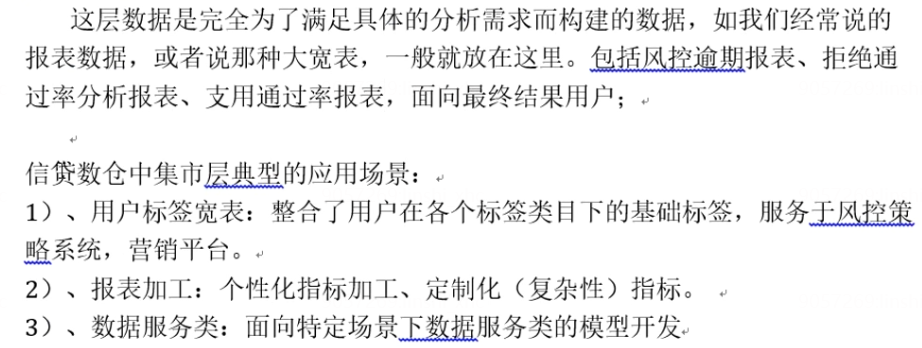 这层数据是完全为了满足具体的分析需求而构建的数据，如我们经常说的
报表数据，或者说那种大宽表，一般就放在这里。包括风控逾期报表、拒绝通
过率分析报表、支用通过率报表，面向最终结果用户；
信贷数仓中集市层典型的应用场景：
1）、用户标签宽表：整合了用户在各个标签类目下的基础标签，服务于风控策
略系统，营销平台。
2）、报表加工：个性化指标加工、定制化（复杂性）指标。
3）、数据服务类：面向特定场景下数据服务类的模型开发